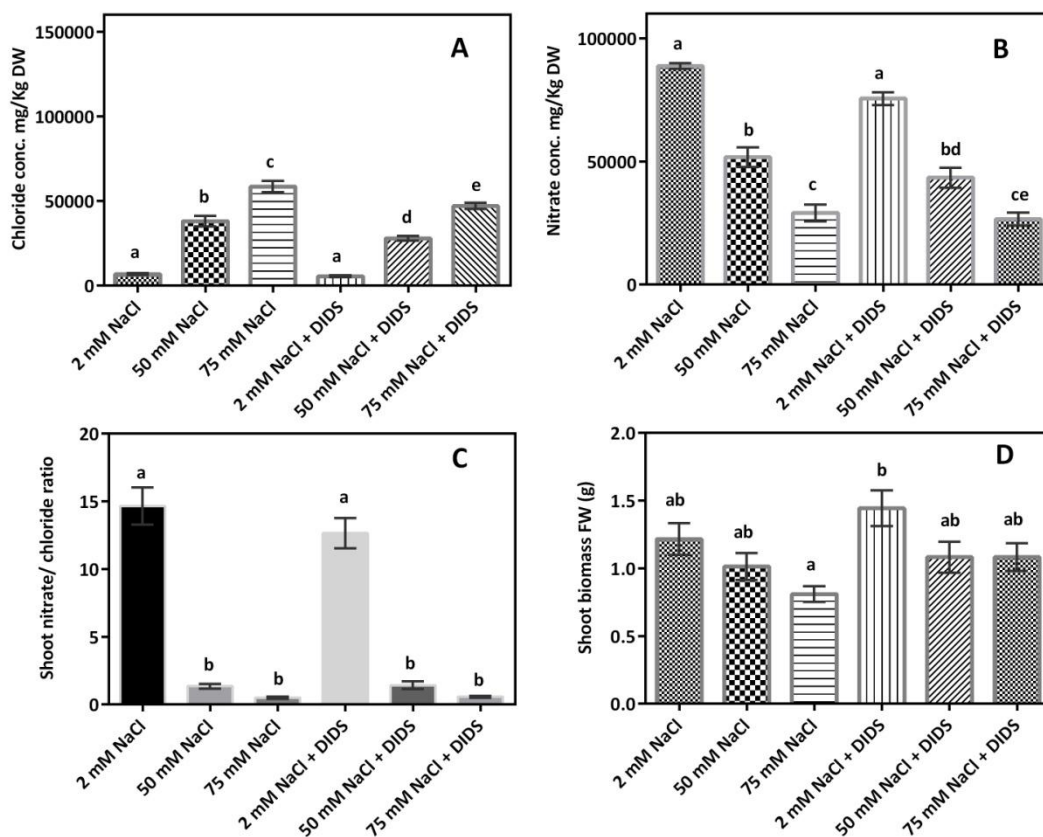 A
Chloride conc. mg/Kg DW
150000
100000
50000
0
a
b
c
a
d
e
2 mM NaCl
50 mM NaCl
75 mM NaCl
2 mM NaCl + DIDS
50 mM NaCl + DIDS
75 mM NaCl + DIDS
B
Nitrate conc. mg/Kg DW
100000
50000
0
a
b
c
a
bd
ce
2 mM NaCl
50 mM NaCl
75 mM NaCl
2 mM NaCl + DIDS
50 mM NaCl + DIDS
75 mM NaCl + DIDS
C
Shoot nitrate/ chloride ratio
20
15
10
5
0
a
b
b
a
b
b
2 mM NaCl
50 mM NaCl
75 mM NaCl
2 mM NaCl + DIDS
50 mM NaCl + DIDS
75 mM NaCl + DIDS
D
Shoot biomass FW (g)
2.0
1.5
1.0
0.5
0.0
ab
ab
a
b
ab
ab
2 mM NaCl
50 mM NaCl
75 mM NaCl
2 mM NaCl + DIDS
50 mM NaCl + DIDS
75 mM NaCl + DIDS